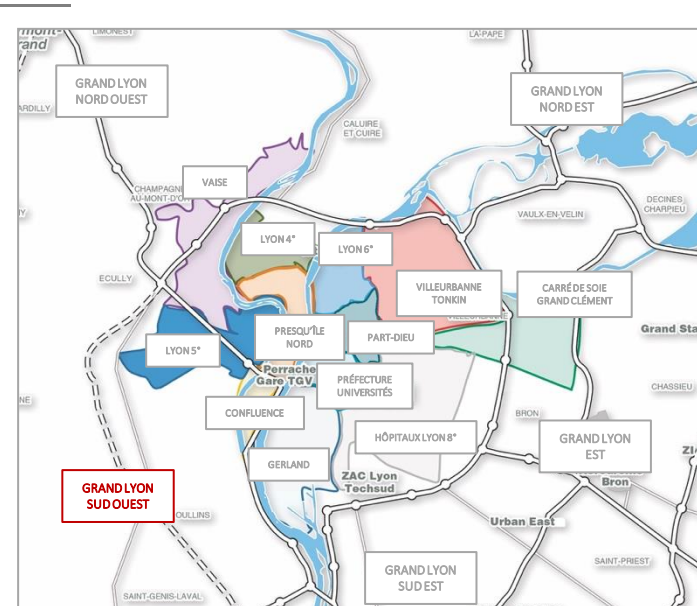 LIMONEST
LA-PAPE
GRAND LYON
NORD OUEST
GRAND LYON
NORD EST
CALUIRE
ET CUIRE
VAISE
CHAMPAGNE
AU-MONT-D'OR
DECINES
CHARPIEU
VAULX-EN-VELIN
LYON 4°
LYON 6°
ECULLY
VILLEURBANNE
TONKIN
CARRÉ DE SOIE
GRAND CLÉMENT
Grand Sta
PRESQU'ÎLE
NORD
PART-DIEU
LYON 5°
Perrache
Gare TGV
PRÉFECTURE
UNIVERSITÉS
CHASSIEU
CONFLUENCE
BRON
HÔPITAUX LYON 8°
GRAND LYON
EST
GERLAND
ZAC Lyon
Techsud
Bron
GRAND LYON
SUD OUEST
OULLINS
Urban East
SAINT-PRIEST
GRAND LYON
SUD EST
SAINT-GENIS-LAVAL